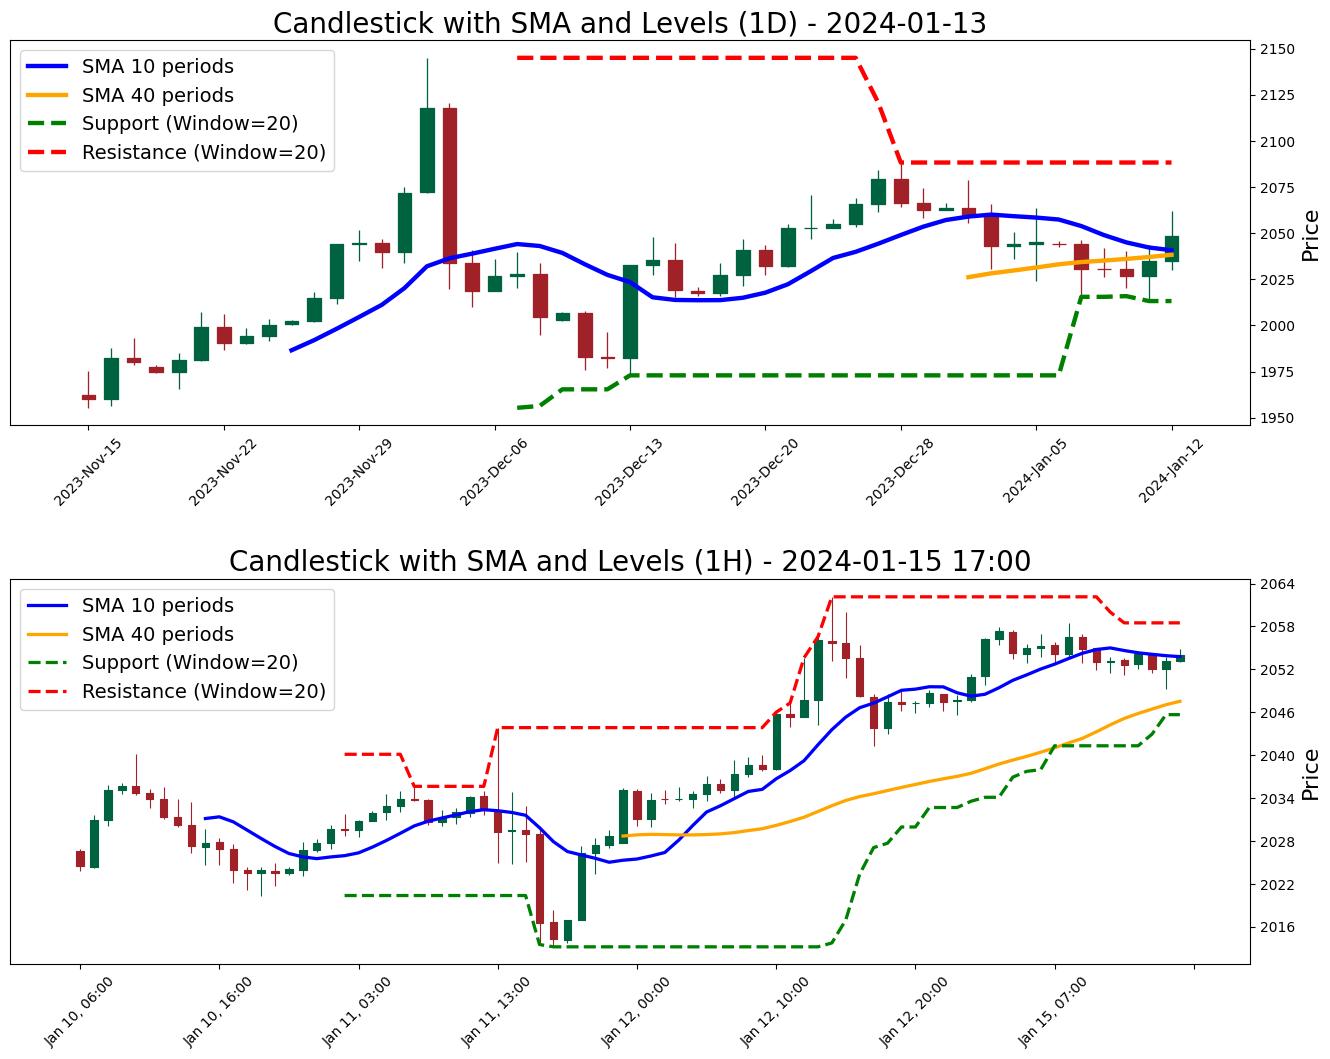 Candlestick with SMA and Levels (1D) - 2024-01-13
SMA 10 periods
SMA 40 periods
Support (Window=20)
Resistance (Window=20)
2150
2125
2100
2075
2050
2025
2000
1975
1950
Price
2023-Nov-15
2023-Nov-22
2023-Nov-29
2023-Dec-06
2023-Dec-13
2023-Dec-20
2023-Dec-28
2024-Jan-05
2024-Jan-12
Candlestick with SMA and Levels (1H) - 2024-01-15 17:00
SMA 10 periods
SMA 40 periods
Support (Window=20)
Resistance (Window=20)
2064
2058
2052
2046
2040
2034
2028
2022
2016
Price
Jan 10, 06:00
Jan 10, 16:00
Jan 11, 03:00
Jan 11, 13:00
Jan 12, 00:00
Jan 12, 10:00
Jan 12, 20:00
Jan 15, 07:00